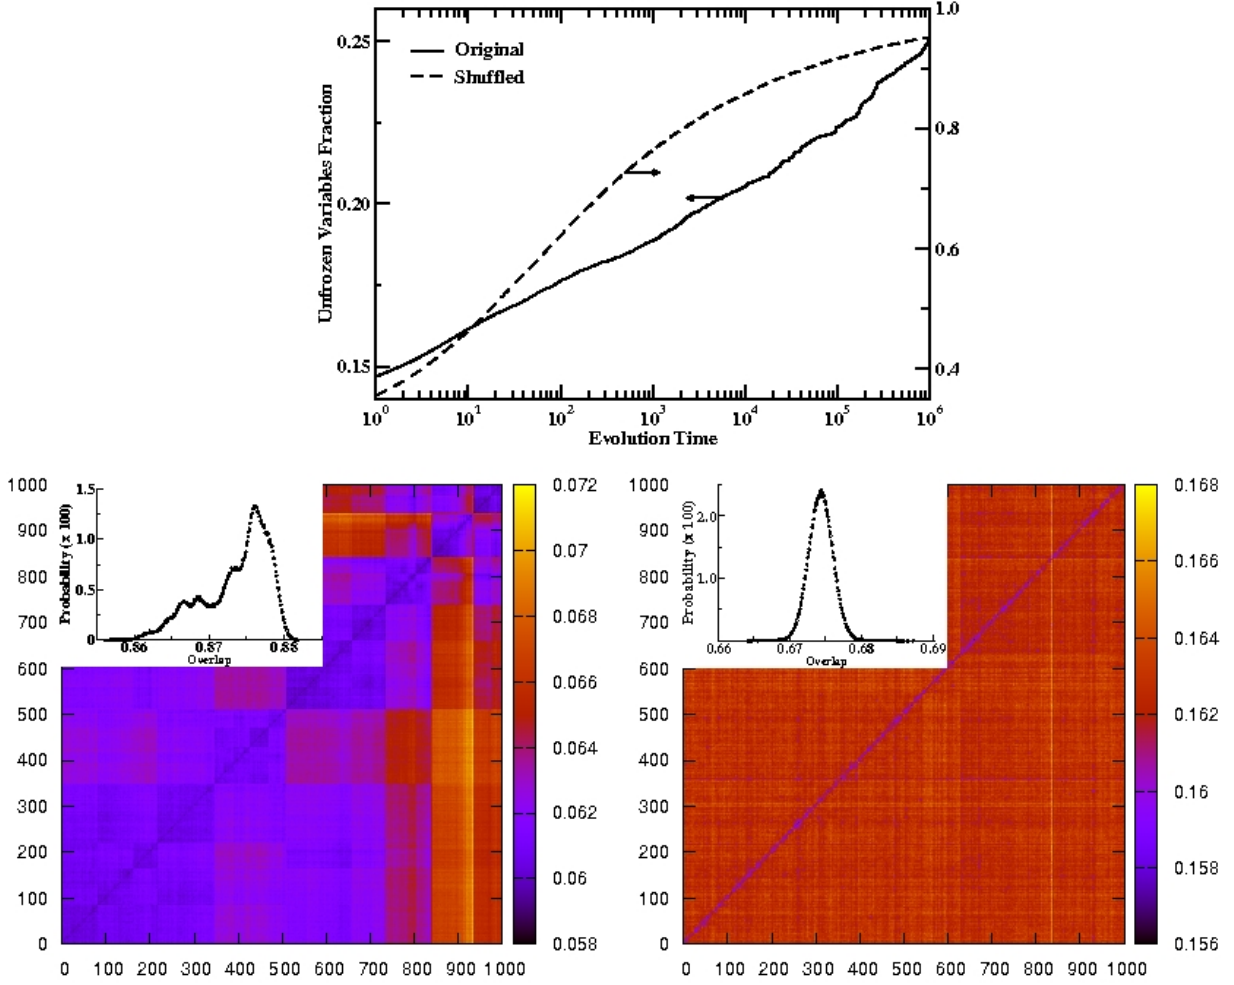 1.0
0.25
Original
Shuffled
0.8
0.20
0.6
0.15
0.4
Unfrozen Variables Fraction
10^0 10^1 10^2 10^3 10^4 10^5 10^6
Evolution Time
1000 1.5 0.072
900 1.0 0.07
800 0.5 0.068
700 0
0.86 0.87 0.88
Probability (x 100)
Overlap
600 0.066
500
400 0.064
300 0.062
200 0.06
100
0 0.058
0 100 200 300 400 500 600 700 800 900 1000
1000 0.168
900 2.0 0.166
800 1.0
700 0 0.164
0.66 0.67 0.68 0.69
Probability (x 100)
Overlap
600
500 0.162
400 0.16
300
200 0.158
100
0 0.156
0 100 200 300 400 500 600 700 800 900 1000